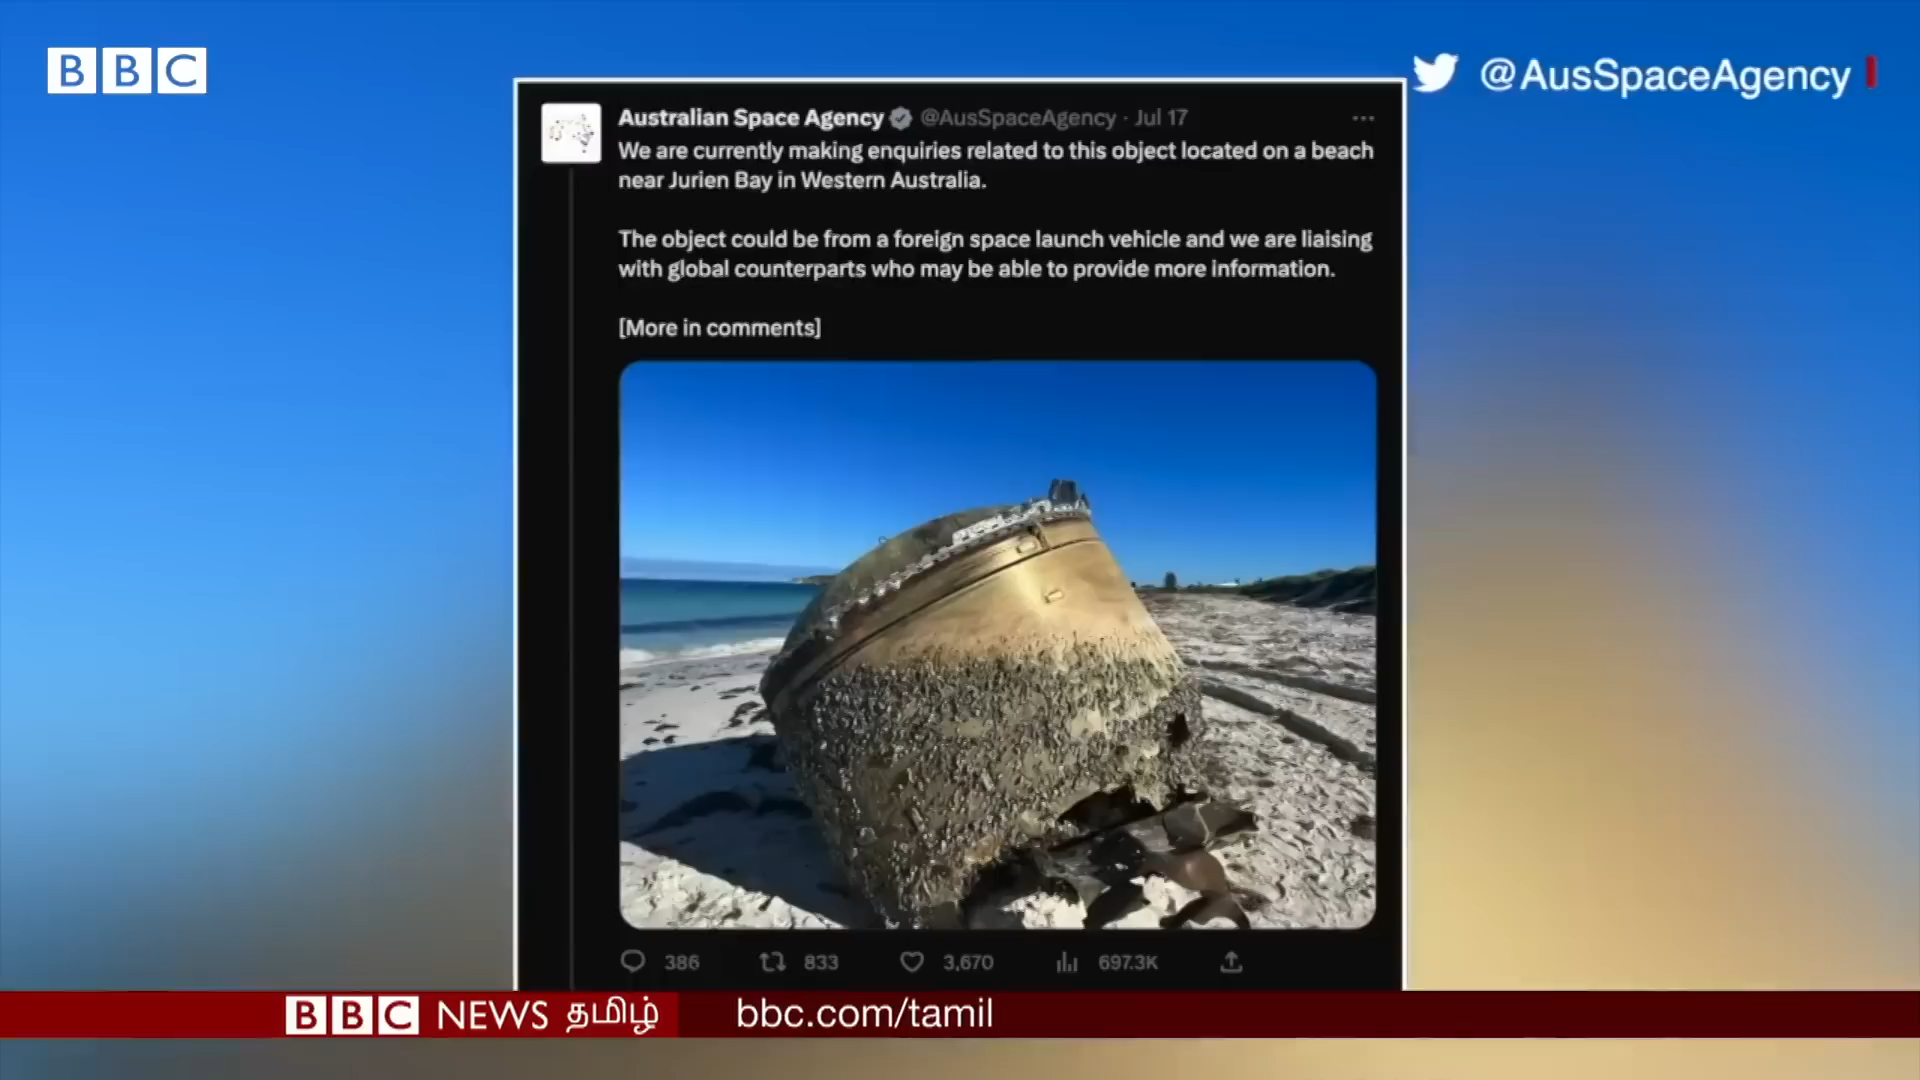 BBC
@AusSpaceAgency
Australian Space Agency @AusSpaceAgency · Jul 17
We are currently making enquiries related to this object located on a beach
near Jurien Bay in Western Australia.
The object could be from a foreign space launch vehicle and we are liaising
with global counterparts who may be able to provide more information.
[More in comments]
386 833 3,670 697.3K
BBC NEWS தமிழ் bbc.com/tamil